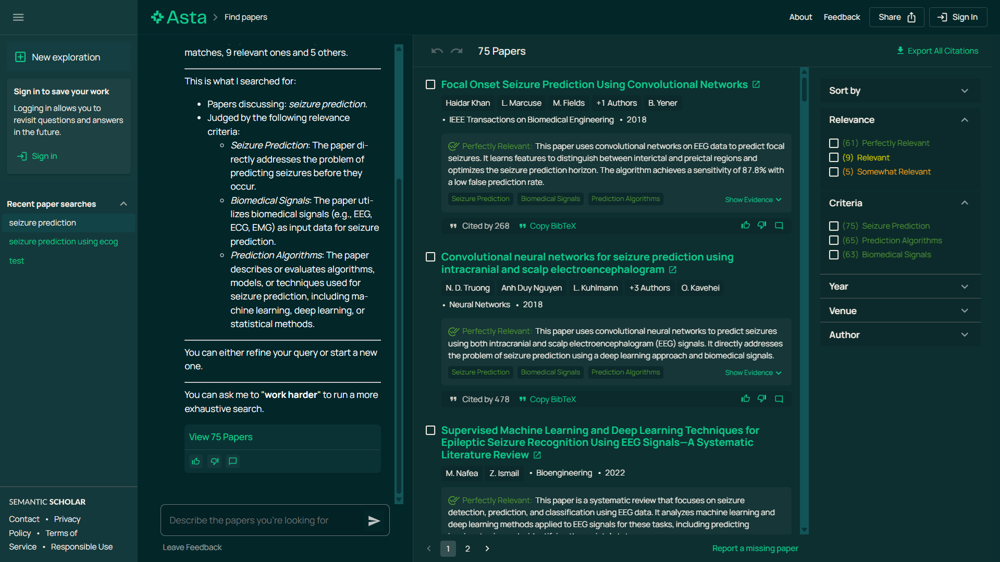 Asta
Find papers
About
Feedback
Share
Sign In
New exploration
Sign in to save your work
Logging in allows you to
revisit questions and answers
in the future.
Sign in
Recent paper searches
seizure prediction
seizure prediction using ecog
test
SEMANTIC SCHOLAR
Contact • Privacy
Policy • Terms of
Service • Responsible Use
matches, 9 relevant ones and 5 others.
This is what I searched for:
• Papers discussing: seizure prediction.
• Judged by the following relevance
criteria:
◦ Seizure Prediction: The paper di-
rectly addresses the problem of
predicting seizures before they
occur.
◦ Biomedical Signals: The paper uti-
lizes biomedical signals (e.g., EEG,
ECG, EMG) as input data for seizure
prediction.
◦ Prediction Algorithms: The paper
describes or evaluates algorithms,
models, or techniques used for
seizure prediction, including ma-
chine learning, deep learning, or
statistical methods.
You can either refine your query or start a new
one.
You can ask me to "work harder" to run a more
exhaustive search.
View 75 Papers
Describe the papers you're looking for
Leave Feedback
75 Papers
Export All Citations
Focal Onset Seizure Prediction Using Convolutional Networks
Haidar Khan L. Marcuse M. Fields +1 Authors B. Yener
• IEEE Transactions on Biomedical Engineering • 2018
Perfectly Relevant: This paper uses convolutional networks on EEG data to predict focal
seizures. It learns features to distinguish between interictal and preictal regions and
optimizes the seizure prediction horizon. The algorithm achieves a sensitivity of 87.8% with
a low false prediction rate.
Seizure Prediction Biomedical Signals Prediction Algorithms Show Evidence
Cited by 268 Copy BibTeX
Convolutional neural networks for seizure prediction using
intracranial and scalp electroencephalogram
N. D. Truong Anh Duy Nguyen L. Kuhlmann +3 Authors O. Kavehei
• Neural Networks • 2018
Perfectly Relevant: This paper uses convolutional neural networks to predict seizures
using both intracranial and scalp electroencephalogram (EEG) signals. It directly addresses
the problem of seizure prediction using a deep learning approach and biomedical signals.
Seizure Prediction Biomedical Signals Prediction Algorithms Show Evidence
Cited by 478 Copy BibTeX
Supervised Machine Learning and Deep Learning Techniques for
Epileptic Seizure Recognition Using EEG Signals—A Systematic
Literature Review
M. Nafea Z. Ismail • Bioengineering • 2022
Perfectly Relevant: This paper is a systematic review that focuses on seizure
detection, prediction, and classification using EEG data. It analyzes machine learning and
deep learning methods applied to EEG signals for these tasks, including predicting
1 2
Report a missing paper
Sort by
Relevance
(61) Perfectly Relevant
(9) Relevant
(5) Somewhat Relevant
Criteria
(75) Seizure Prediction
(65) Prediction Algorithms
(63) Biomedical Signals
Year
Venue
Author